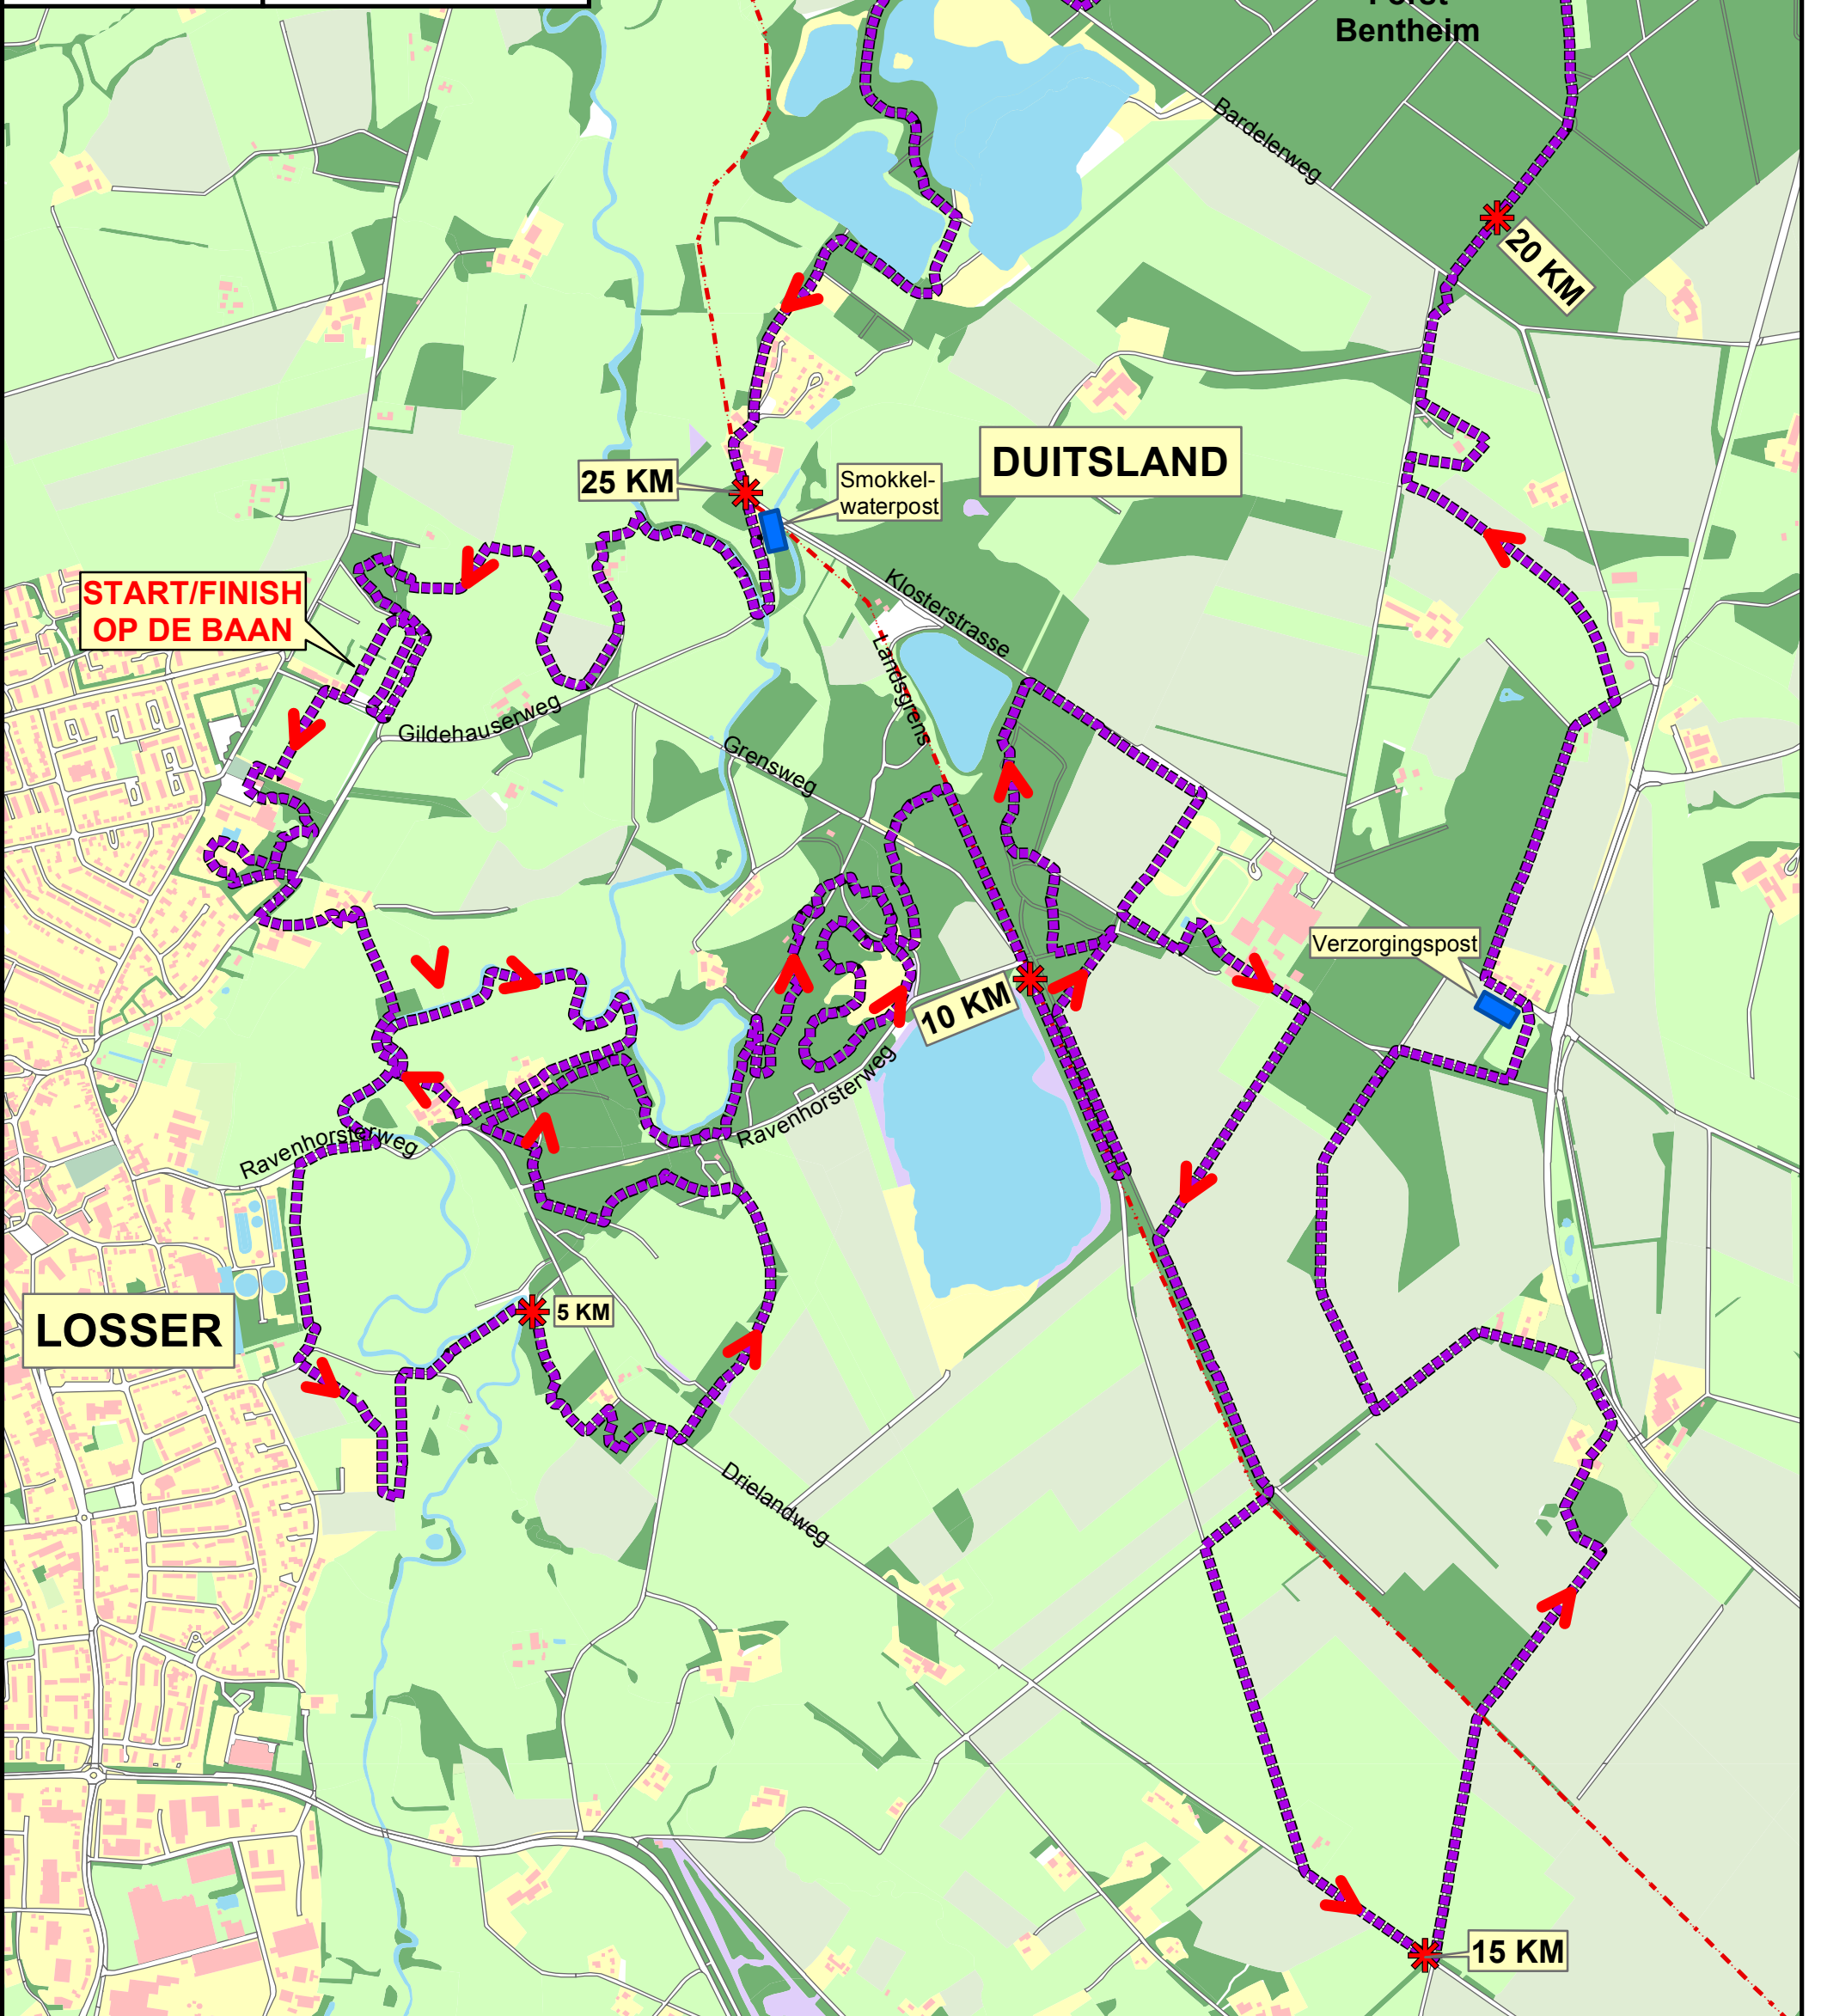 Forst
Bentheim
Bardelerweg
20 KM
DUITSLAND
25 KM
Smokkel-
waterpost
Klosterstrasse
START/FINISH
OP DE BAAN
Landsgrens
Gildehauserweg
Grensweg
Verzorgingspost
10 KM
Ravenhorsterweg
Ravenhorsterweg
5 KM
LOSSER
Drielandweg
15 KM